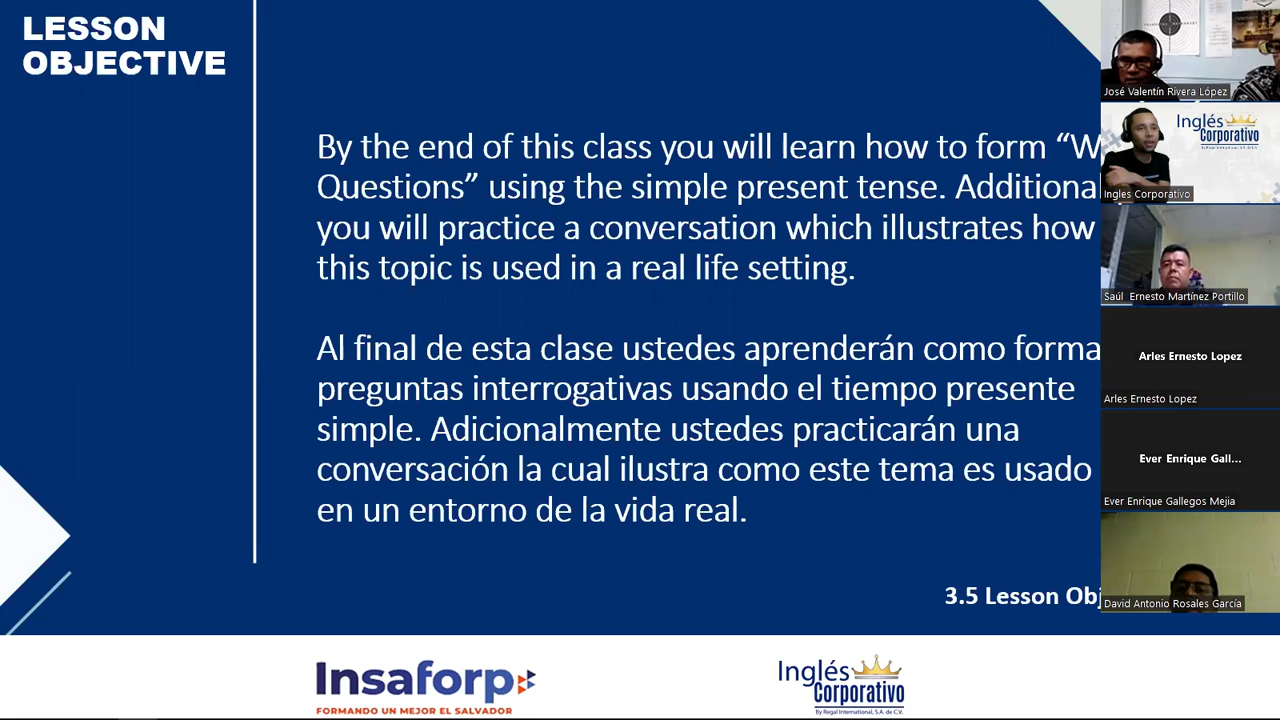 LESSON
OBJECTIVE
By the end of this class you will learn how to form “W
Questions” using the simple present tense. Additiona
you will practice a conversation which illustrates how
this topic is used in a real life setting.
Al final de esta clase ustedes aprenderán como forma
preguntas interrogativas usando el tiempo presente
simple. Adicionalmente ustedes practicarán una
conversación la cual ilustra como este tema es usado
en un entorno de la vida real.
3.5 Lesson Obj
Insaforp
FORMANDO UN MEJOR EL SALVADOR
Inglés
Corporativo
By Regal International, S.A. de C.V.
José Valentín Rivera López
Inglés
Corporativo
By Regal International, S.A. de C.V.
Ingles Corporativo
Saúl Ernesto Martínez Portillo
Arles Ernesto Lopez
Arles Ernesto Lopez
Ever Enrique Gall...
Ever Enrique Gallegos Mejia
David Antonio Rosales García